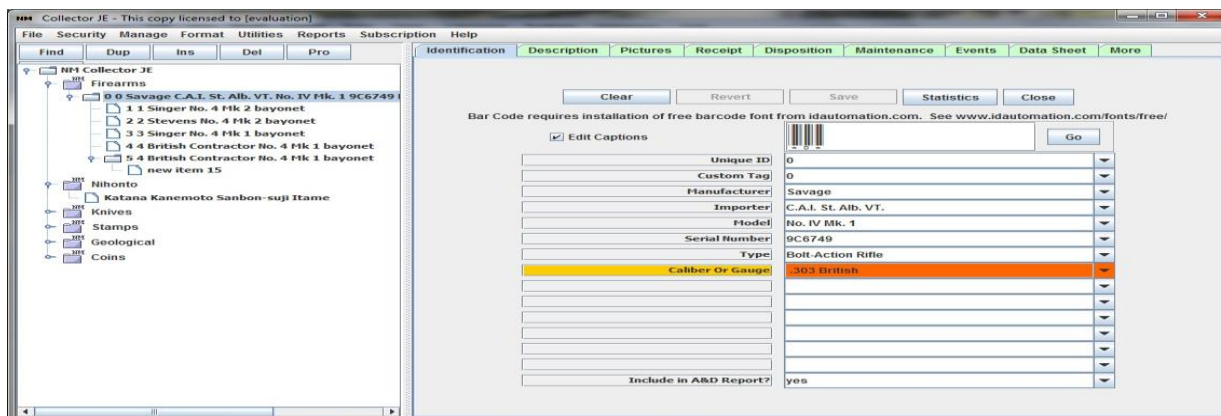 NM Collector JE - This copy licensed to [evaluation]
File Security Manage Format Utilities Reports Subscription Help
Find Dup Ins Del Pro
NM Collector JE
NM Firearms
0 0 Savage C.A.I. St. Alb. VT. No. IV Mk. 1 9C6749
1 1 Singer No. 4 Mk 2 bayonet
2 2 Stevens No. 4 Mk 2 bayonet
3 3 Singer No. 4 Mk 1 bayonet
4 4 British Contractor No. 4 Mk 1 bayonet
5 4 British Contractor No. 4 Mk 1 bayonet
new item 15
NM Nihonto
Katana Kanemoto Sanbon-suji Itame
NM Knives
NM Stamps
NM Geological
NM Coins
Identification Description Pictures Receipt Disposition Maintenance Events Data Sheet More
Clear Revert Save Statistics Close
Bar Code requires installation of free barcode font from idautomation.com. See www.idautomation.com/fonts/free/
Edit Captions Go
Unique ID 0
Custom Tag 0
Manufacturer Savage
Importer C.A.I. St. Alb. VT.
Model No. IV Mk. 1
Serial Number 9C6749
Type Bolt-Action Rifle
Caliber Or Gauge .303 British
Include in A&D Report? yes